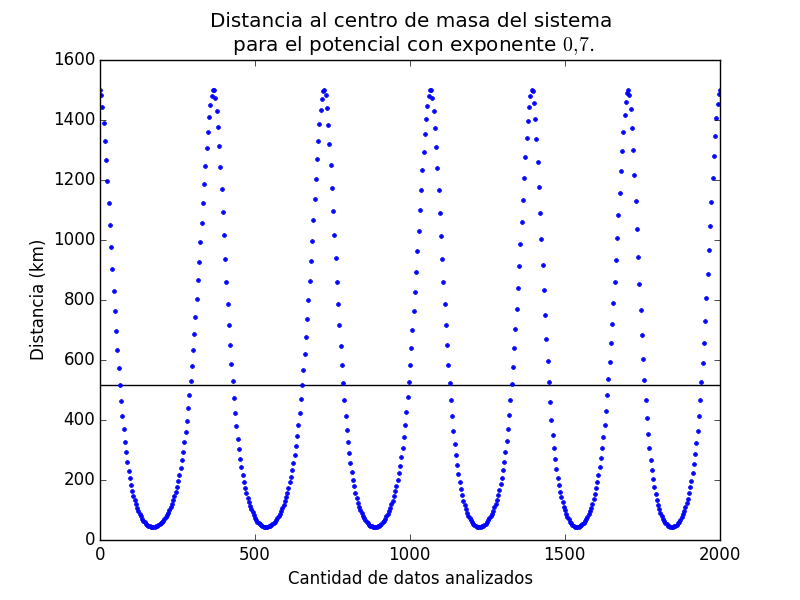 Distancia al centro de masa del sistema
para el potencial con exponente 0,7.
1600
1400
1200
1000
800
600
400
200
0
Distancia (km)
0 500 1000 1500 2000
Cantidad de datos analizados